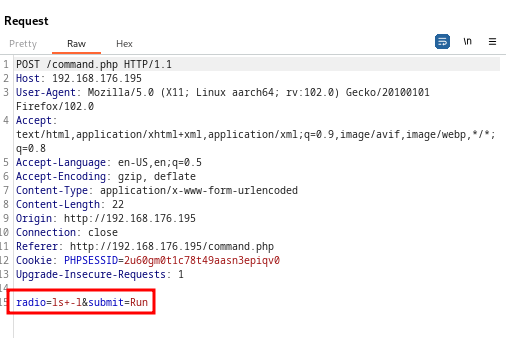 Request
Pretty Raw Hex \n
1 POST /command.php HTTP/1.1
2 Host: 192.168.176.195
3 User-Agent: Mozilla/5.0 (X11; Linux aarch64; rv:102.0) Gecko/20100101
Firefox/102.0
4 Accept:
text/html,application/xhtml+xml,application/xml;q=0.9,image/avif,image/webp,*/*;
q=0.8
5 Accept-Language: en-US,en;q=0.5
6 Accept-Encoding: gzip, deflate
7 Content-Type: application/x-www-form-urlencoded
8 Content-Length: 22
9 Origin: http://192.168.176.195
10 Connection: close
11 Referer: http://192.168.176.195/command.php
12 Cookie: PHPSESSID=2u60gm0t1c78t49aasn3epiqv0
13 Upgrade-Insecure-Requests: 1
14
15 radio=ls+-l&submit=Run